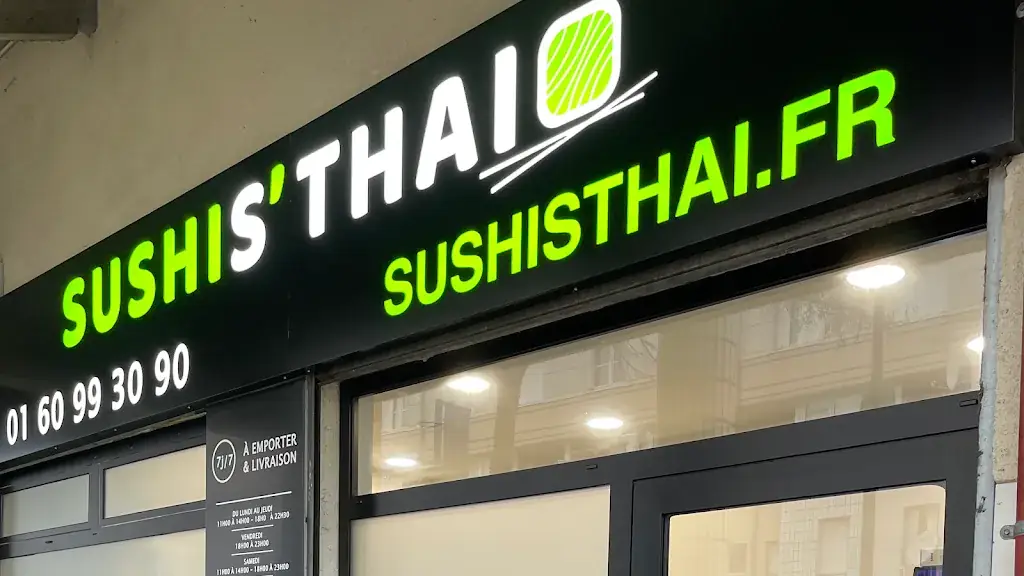 SUSHIS'THAI
SUSHISTHAI.FR
01 60 99 30 90
7J/7
À EMPORTER
& LIVRAISON
DU LUNDI AU JEUDI
11H00 À 14H00 - 18H0 À 22H30
VENDREDI
18H00 À 23H00
SAMEDI
11H00 À 14H00 - 18H00 À 23H00